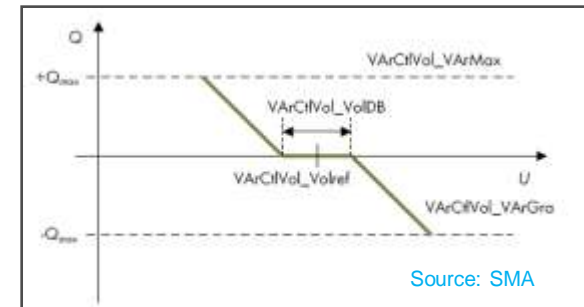 Q
VArCtlVol_VArMax
+Qmax
VArCtlVol_VolDB
VArCtlVol_Volref
U
VArCtlVol_VArGra
-Qmax
Source: SMA